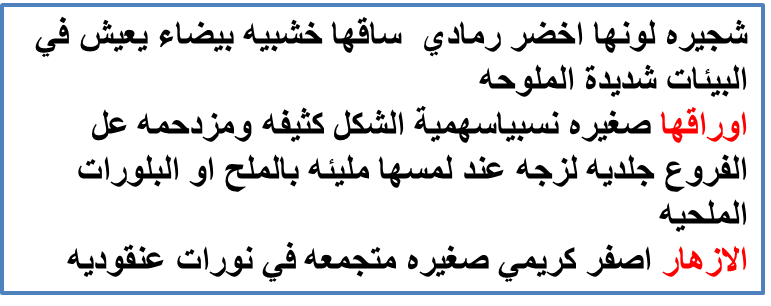 شجيره لونها اخضر رمادي ساقها خشبيه بيضاء يعيش في
البيئات شديدة الملوحه
اوراقها صغيره نسبياسهمية الشكل كثيفه ومزدحمه عل
الفروع جلديه لزجه عند لمسها مليئه بالملح او البلورات
الملحيه
الازهار اصفر كريمي صغيره متجمعه في نورات عنقوديه